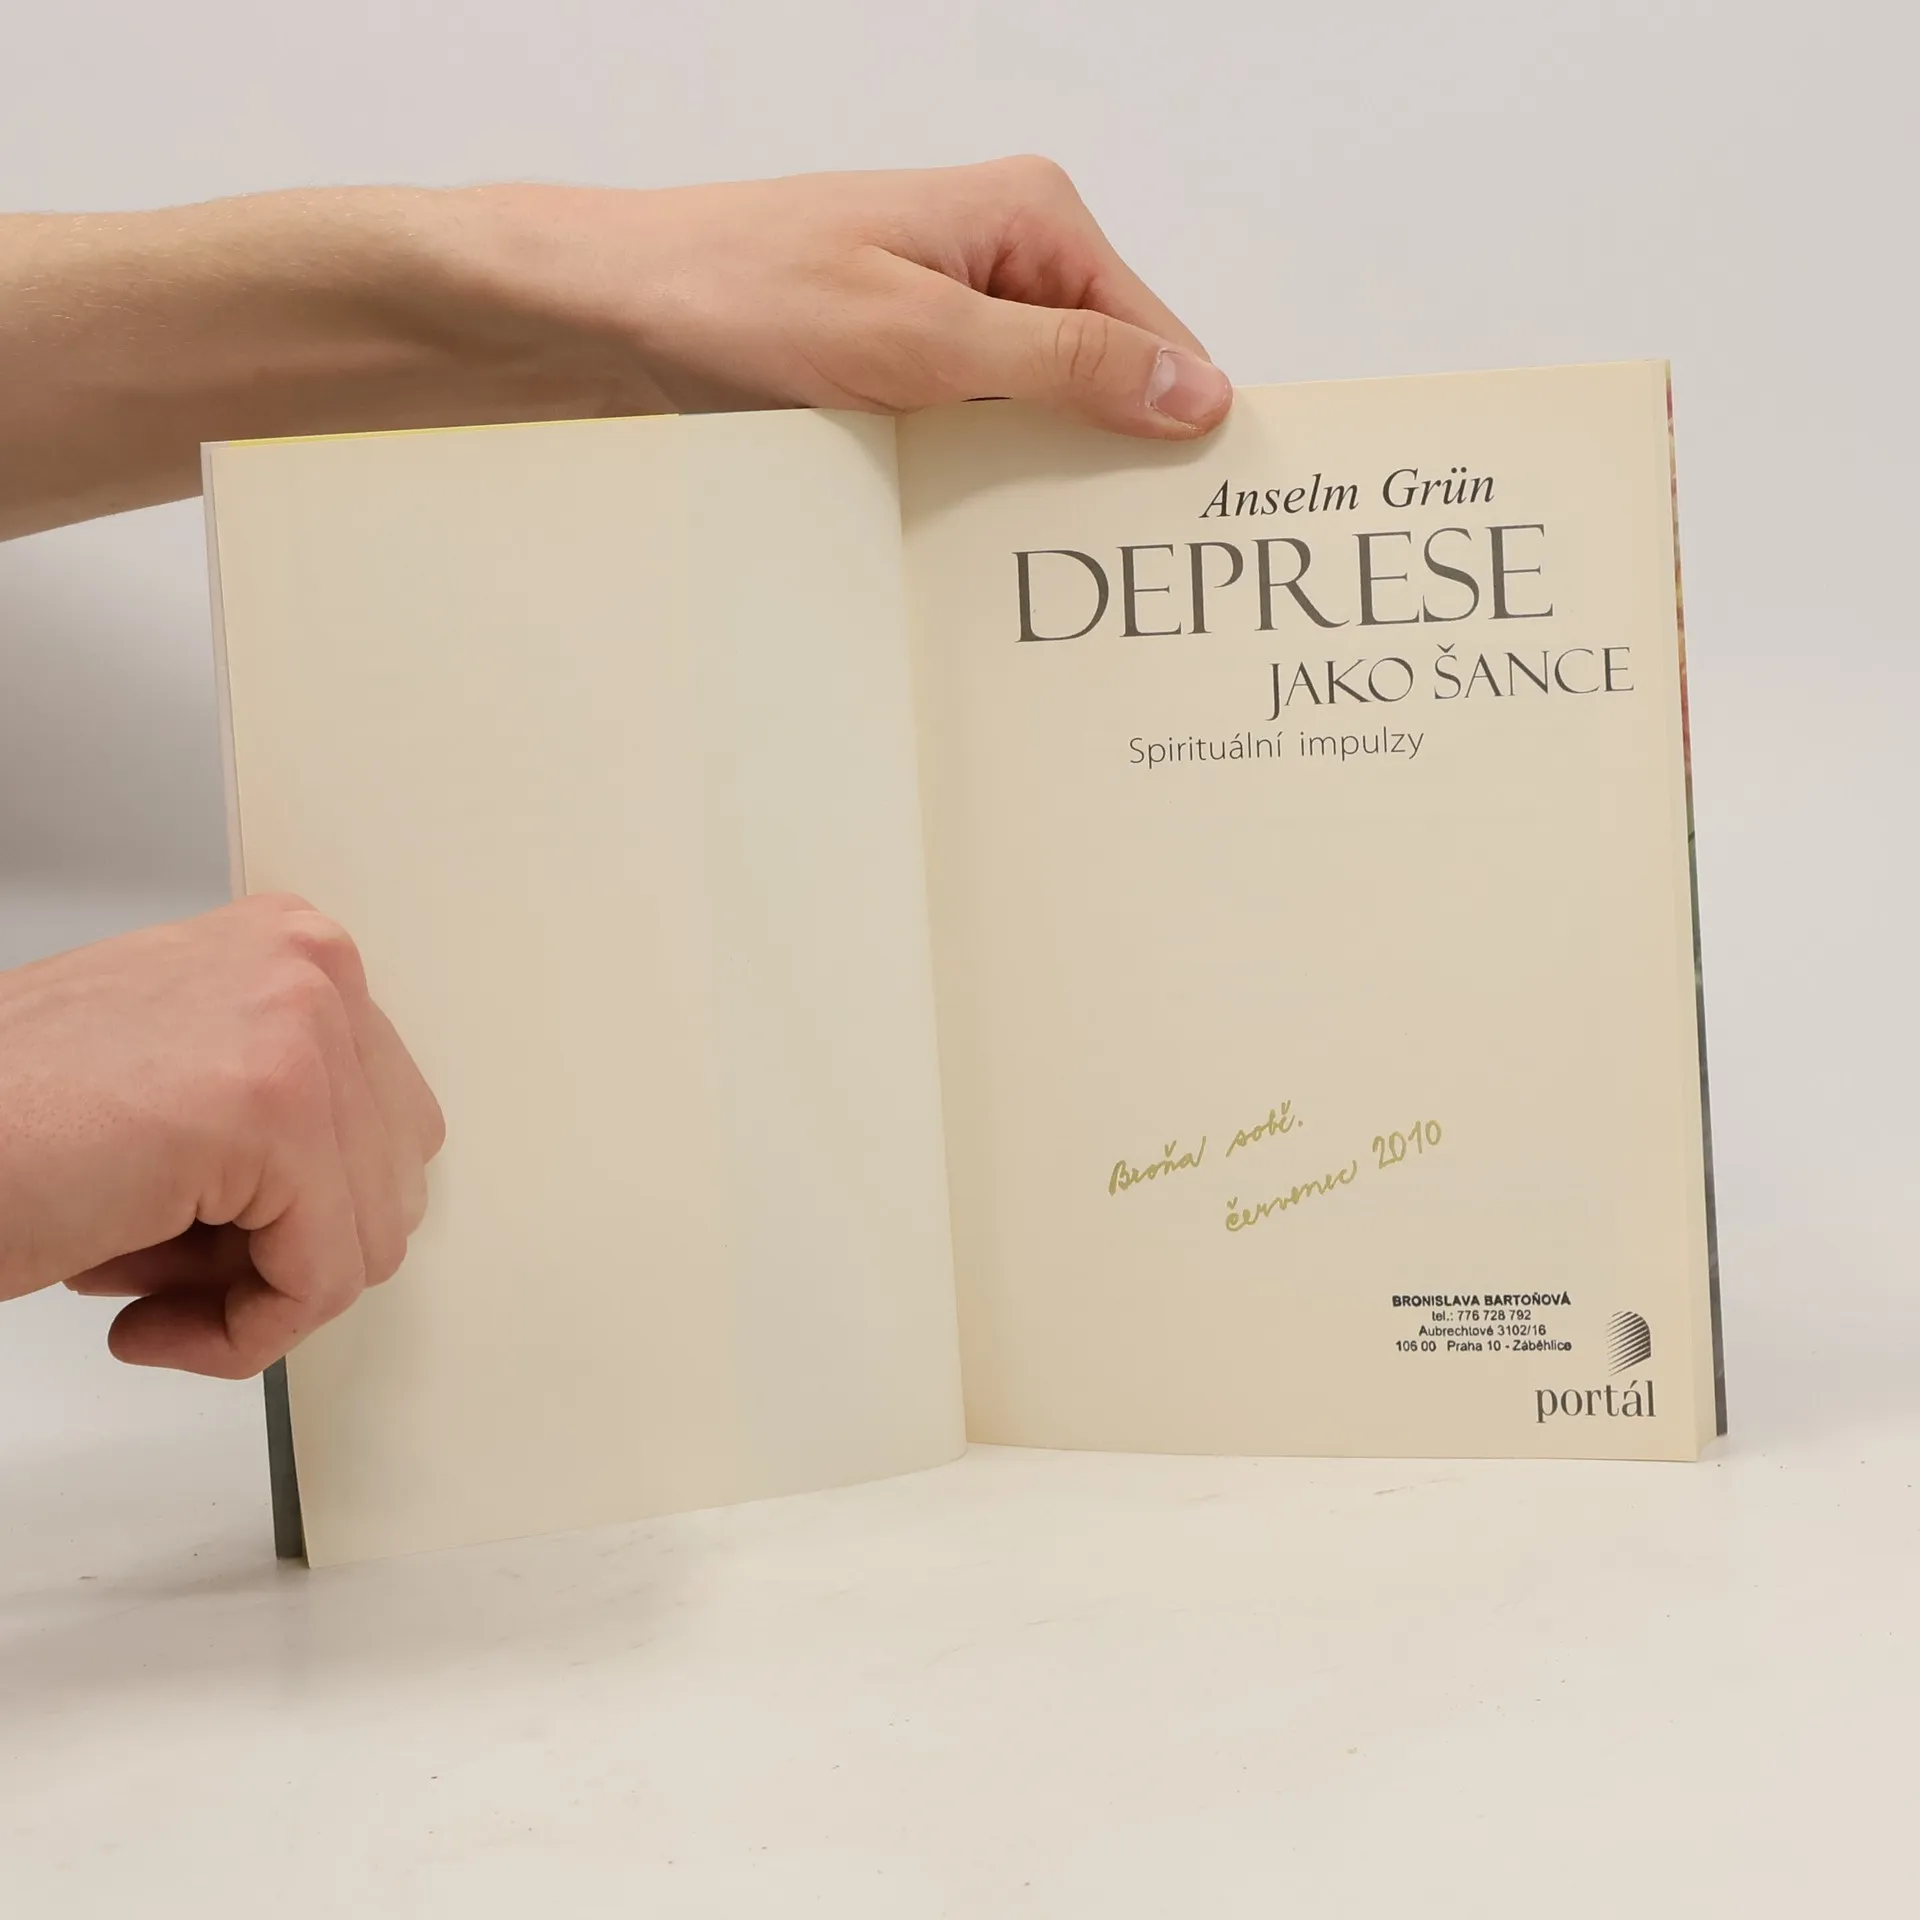 Anselm Grün
DEPRESE
JAKO ŠANCE
Spirituální impulzy
Broňa sobě.
červenec 2010
BRONISLAVA BARTOŇOVÁ
tel.: 776 728 792
Aubrechtové 3102/16
106 00 Praha 10 - Záběhlice
portál